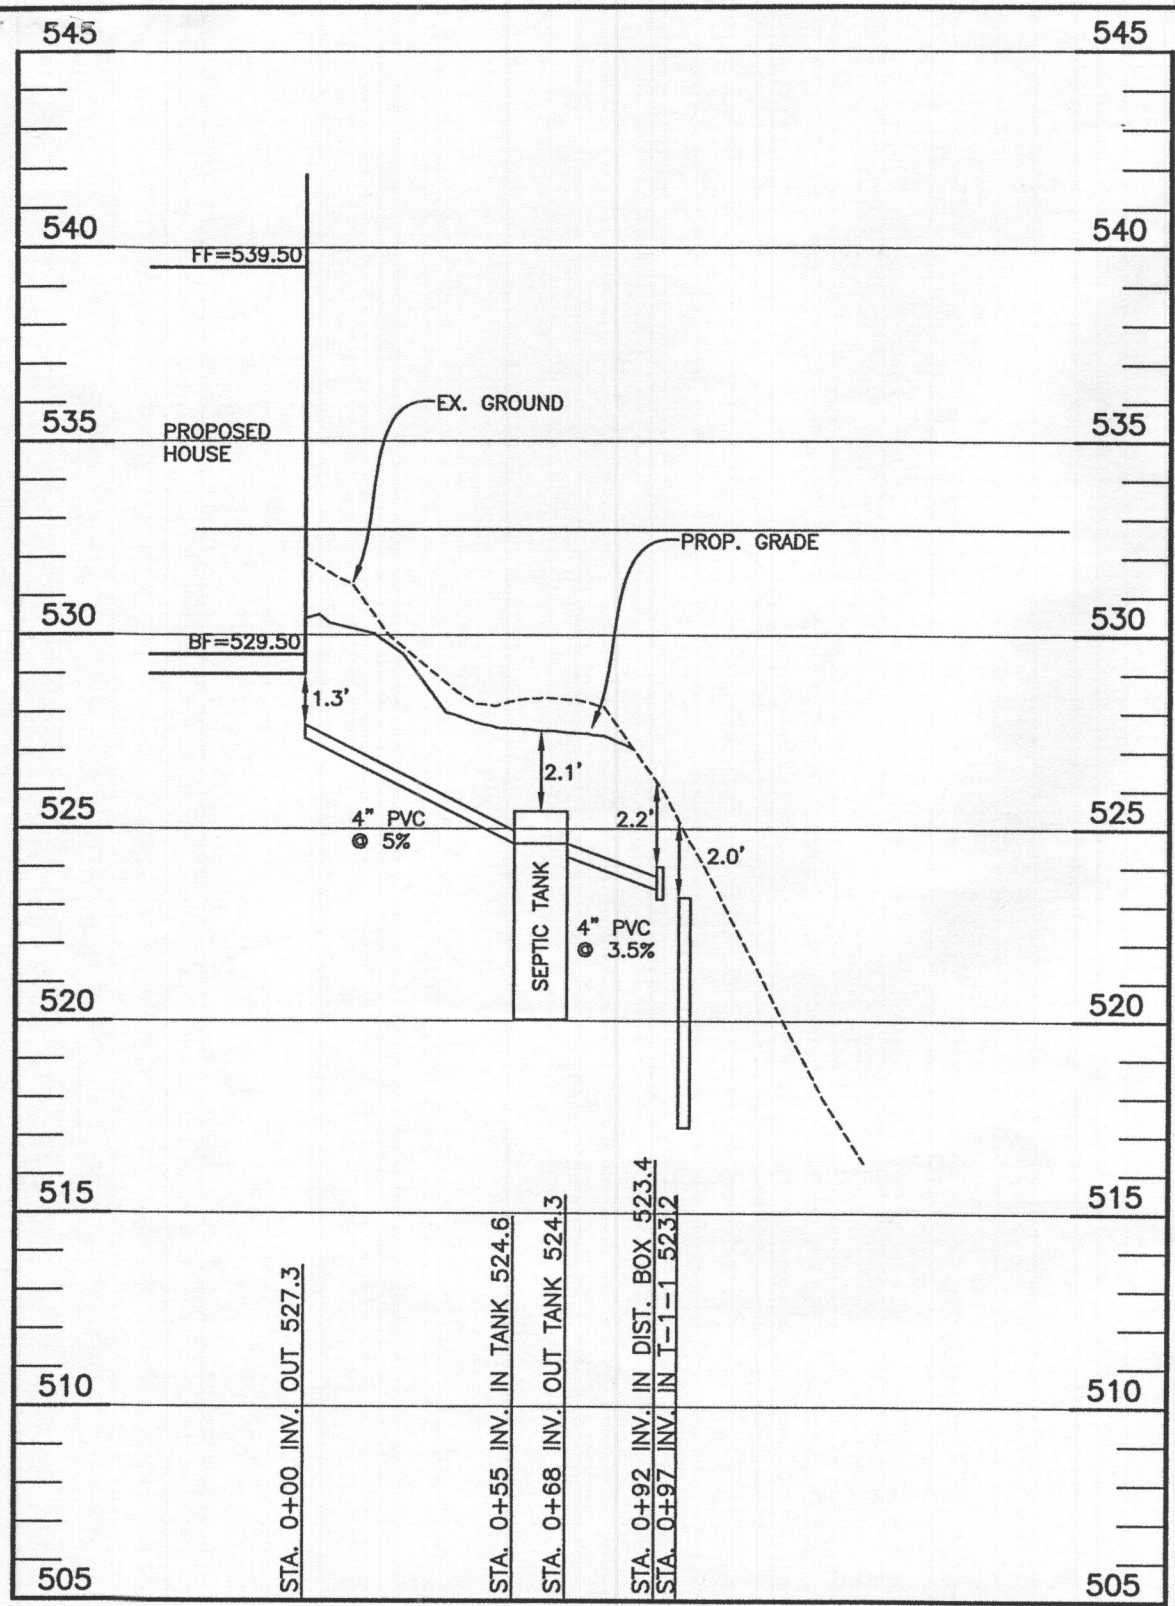 545 545
540 540
FF=539.50
EX. GROUND
535 535
PROPOSED
HOUSE
PROP. GRADE
530 530
BF=529.50
1.3'
2.1'
525 525
4" PVC
@ 5%
2.2'
2.0'
SEPTIC TANK
4" PVC
@ 3.5%
520 520
515 515
510 510
505 505
STA. 0+00 INV. OUT 527.3
STA. 0+55 INV. IN TANK 524.6
STA. 0+68 INV. OUT TANK 524.3
STA. 0+92 INV. IN DIST. BOX 523.4
STA. 0+97 INV. IN T-1-1 523.2